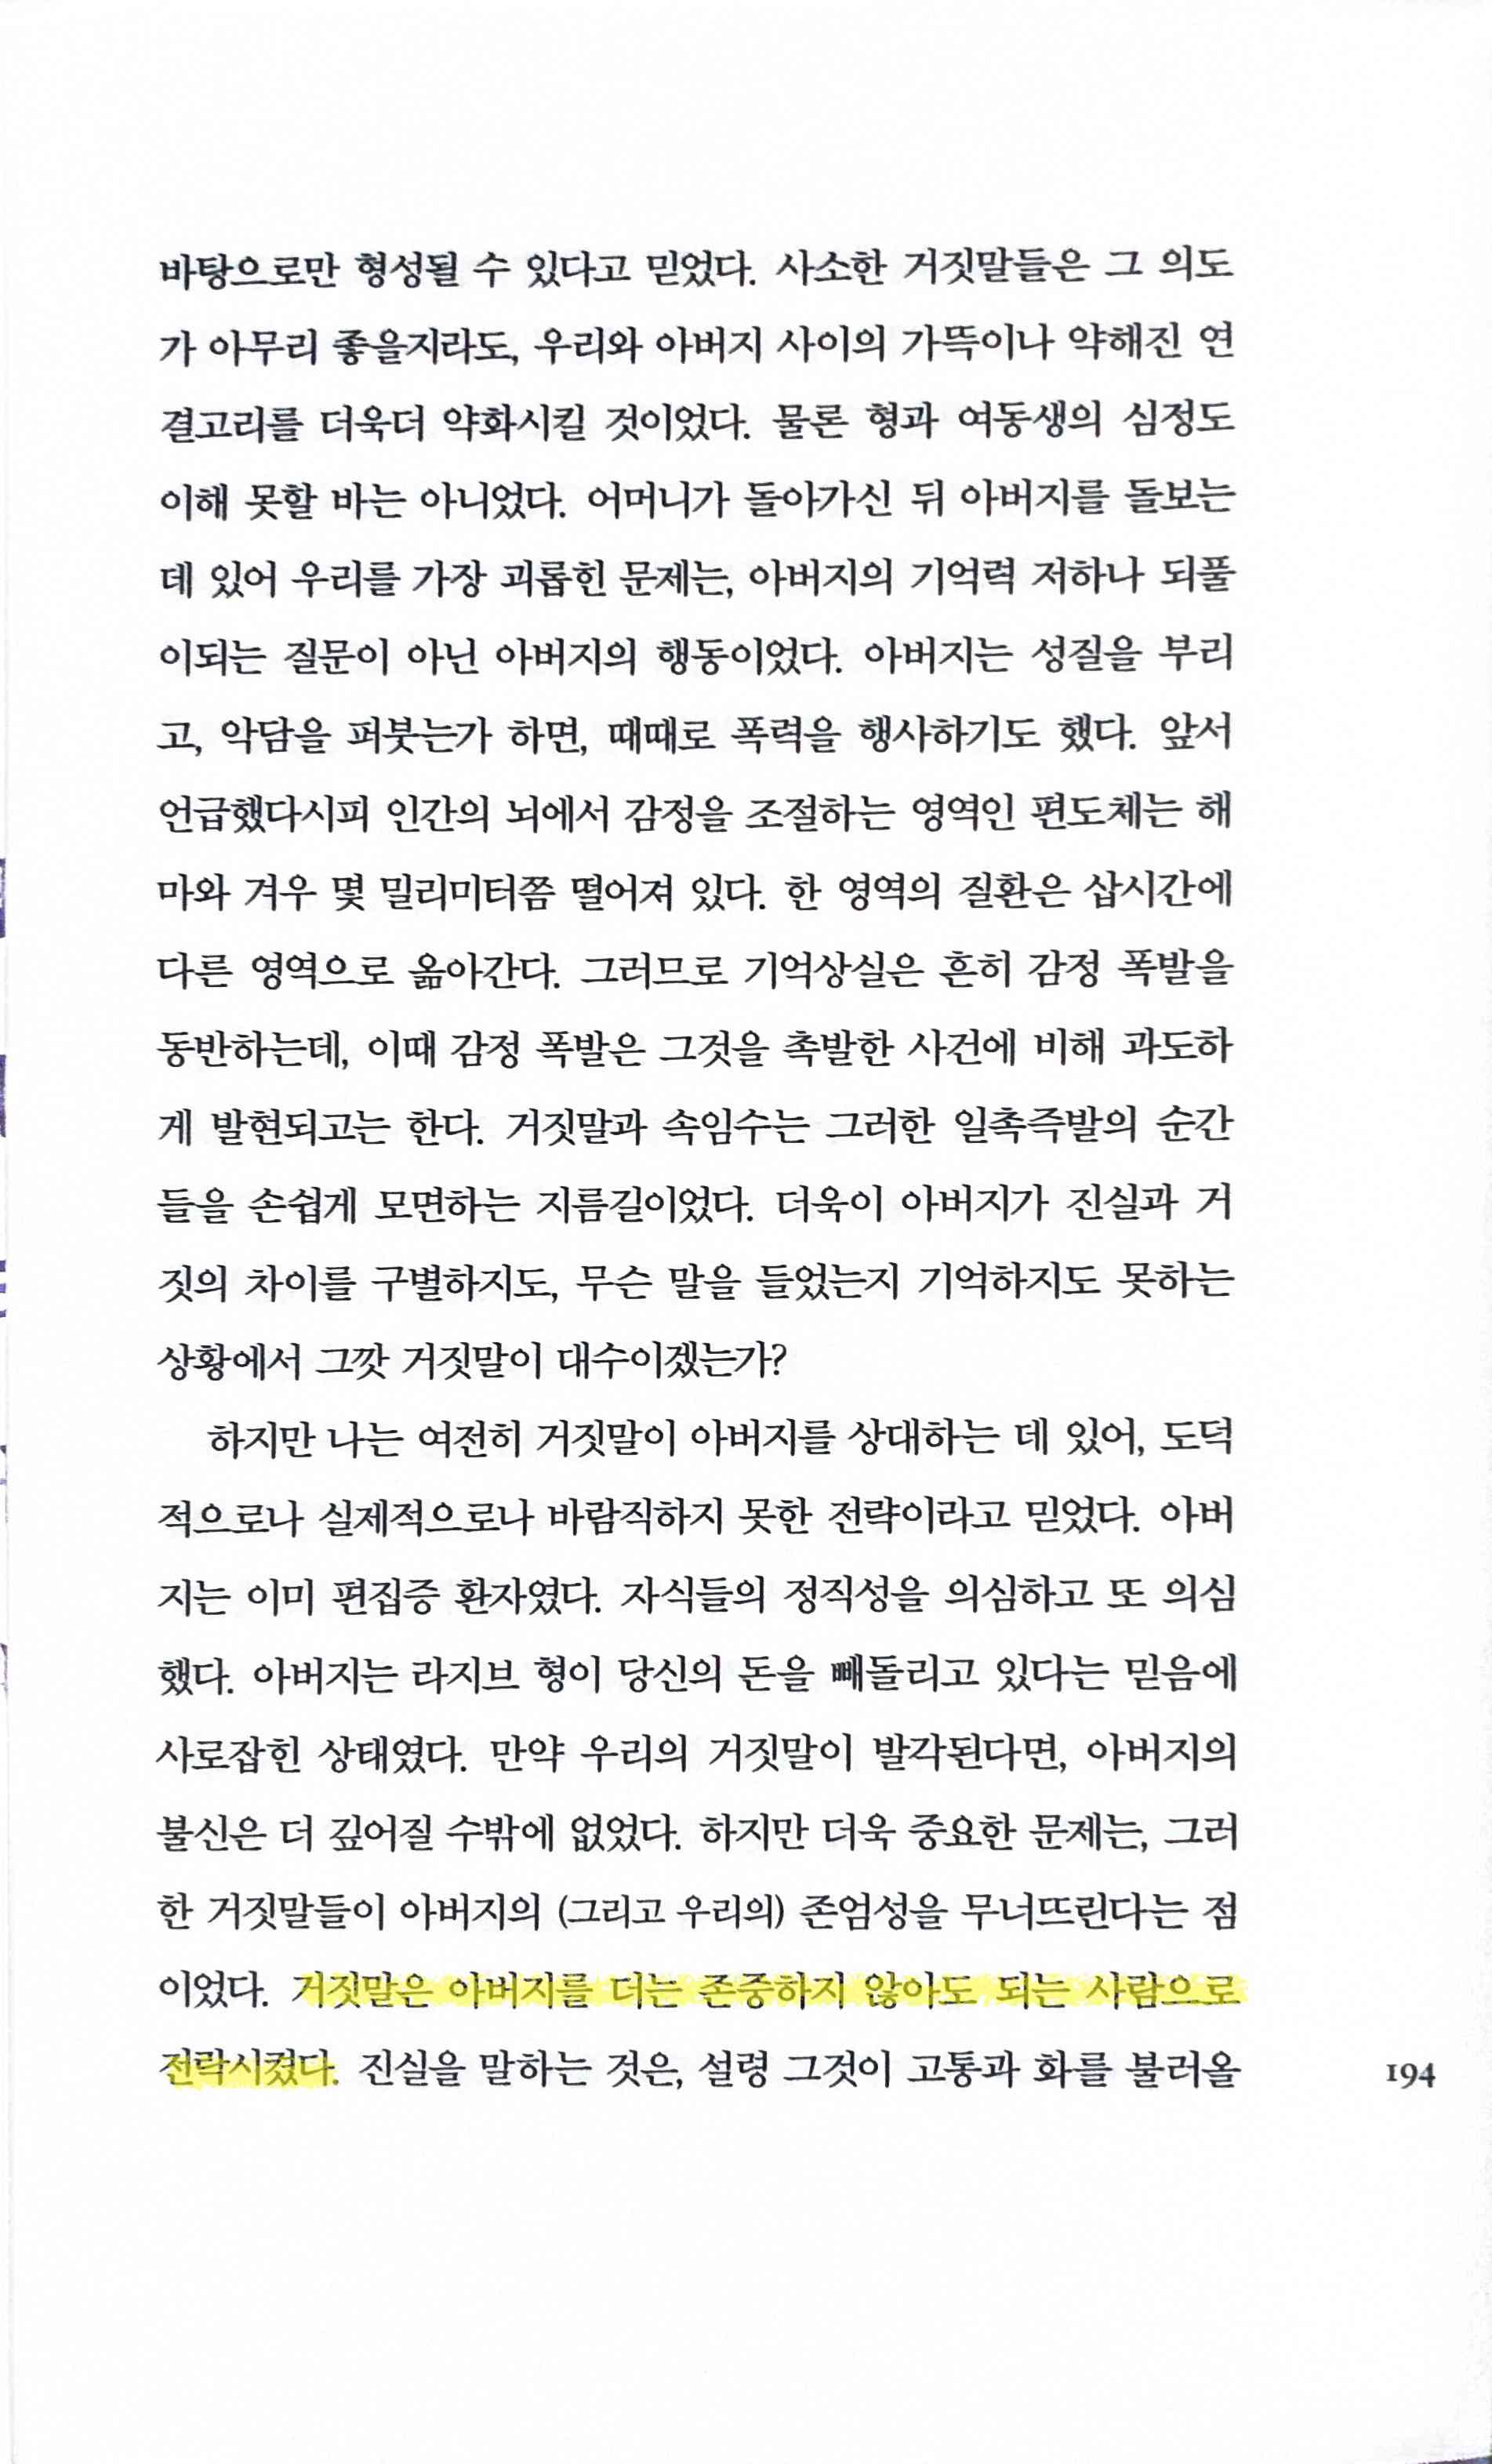 바탕으로만 형성될 수 있다고 믿었다. 사소한 거짓말들은 그 의도
가 아무리 좋을지라도, 우리와 아버지 사이의 가뜩이나 약해진 연
결고리를 더욱더 약화시킬 것이었다. 물론 형과 여동생의 심정도
이해 못할 바는 아니었다. 어머니가 돌아가신 뒤 아버지를 돌보는
데 있어 우리를 가장 괴롭힌 문제는, 아버지의 기억력 저하나 되풀
이되는 질문이 아닌 아버지의 행동이었다. 아버지는 성질을 부리
고, 악담을 퍼붓는가 하면, 때때로 폭력을 행사하기도 했다. 앞서
언급했다시피 인간의 뇌에서 감정을 조절하는 영역인 편도체는 해
마와 겨우 몇 밀리미터쯤 떨어져 있다. 한 영역의 질환은 삽시간에
다른 영역으로 옮아간다. 그러므로 기억상실은 흔히 감정 폭발을
동반하는데, 이때 감정 폭발은 그것을 촉발한 사건에 비해 과도하
게 발현되고는 한다. 거짓말과 속임수는 그러한 일촉즉발의 순간
들을 손쉽게 모면하는 지름길이었다. 더욱이 아버지가 진실과 거
짓의 차이를 구별하지도, 무슨 말을 들었는지 기억하지도 못하는
상황에서 그깟 거짓말이 대수이겠는가?
하지만 나는 여전히 거짓말이 아버지를 상대하는 데 있어, 도덕
적으로나 실제적으로나 바람직하지 못한 전략이라고 믿었다. 아버
지는 이미 편집증 환자였다. 자식들의 정직성을 의심하고 또 의심
했다. 아버지는 라지브 형이 당신의 돈을 빼돌리고 있다는 믿음에
사로잡힌 상태였다. 만약 우리의 거짓말이 발각된다면, 아버지의
불신은 더 깊어질 수밖에 없었다. 하지만 더욱 중요한 문제는, 그러
한 거짓말들이 아버지의 (그리고 우리의) 존엄성을 무너뜨린다는 점
이었다. 거짓말은 아버지를 더는 존중하지 않아도 되는 사람으로
전락시켰다. 진실을 말하는 것은, 설령 그것이 고통과 화를 불러올
194